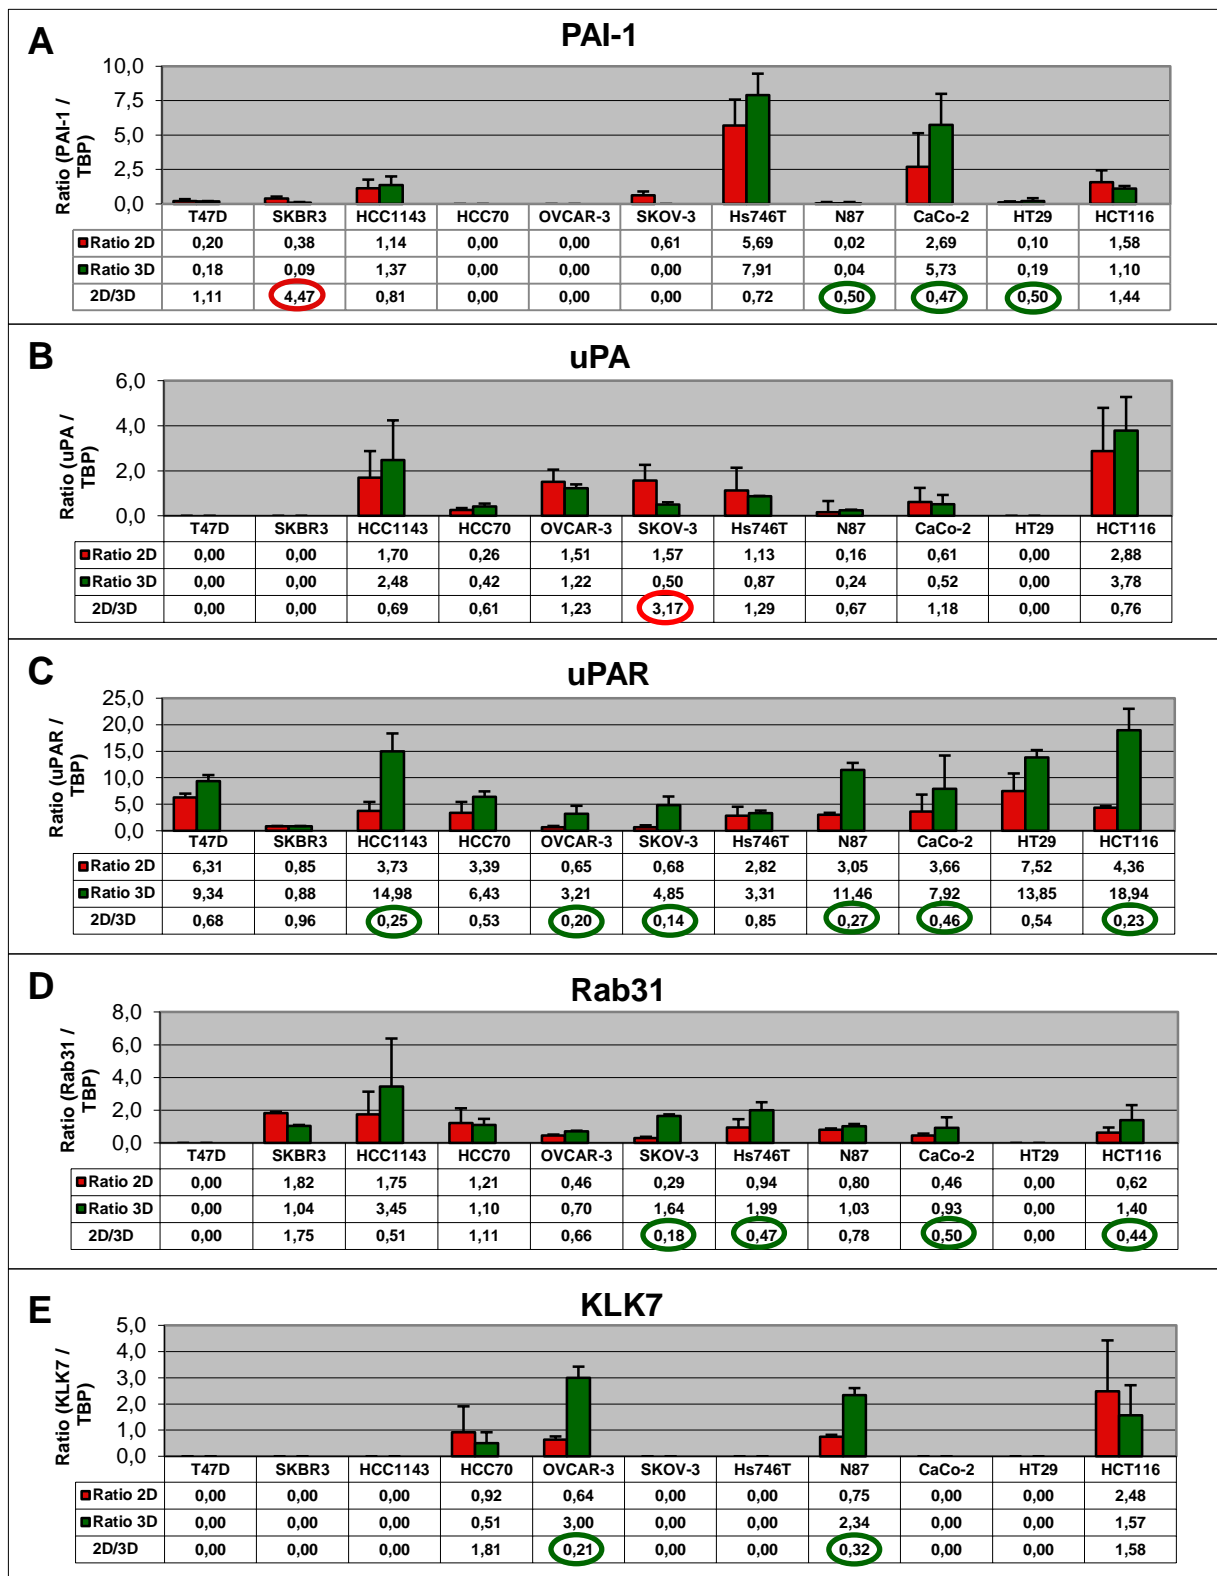 A
PAI-1
Ratio (PAI-1 / TBP)
10,0
7,5
5,0
2,5
0,0
T47D SKBR3 HCC1143 HCC70 OVCAR-3 SKOV-3 Hs746T N87 CaCo-2 HT29 HCT116
Ratio 2D 0,20 0,38 1,14 0,00 0,00 0,61 5,69 0,02 2,69 0,10 1,58
Ratio 3D 0,18 0,09 1,37 0,00 0,00 0,00 7,91 0,04 5,73 0,19 1,10
2D/3D 1,11 4,47 0,81 0,00 0,00 0,00 0,72 0,50 0,47 0,50 1,44
B
uPA
Ratio (uPA / TBP)
6,0
4,0
2,0
0,0
T47D SKBR3 HCC1143 HCC70 OVCAR-3 SKOV-3 Hs746T N87 CaCo-2 HT29 HCT116
Ratio 2D 0,00 0,00 1,70 0,26 1,51 1,57 1,13 0,16 0,61 0,00 2,88
Ratio 3D 0,00 0,00 2,48 0,42 1,22 0,50 0,87 0,24 0,52 0,00 3,78
2D/3D 0,00 0,00 0,69 0,61 1,23 3,17 1,29 0,67 1,18 0,00 0,76
C
uPAR
Ratio (uPAR / TBP)
25,0
20,0
15,0
10,0
5,0
0,0
T47D SKBR3 HCC1143 HCC70 OVCAR-3 SKOV-3 Hs746T N87 CaCo-2 HT29 HCT116
Ratio 2D 6,31 0,85 3,73 3,39 0,65 0,68 2,82 3,05 3,66 7,52 4,36
Ratio 3D 9,34 0,88 14,98 6,43 3,21 4,85 3,31 11,46 7,92 13,85 18,94
2D/3D 0,68 0,96 0,25 0,53 0,20 0,14 0,85 0,27 0,46 0,54 0,23
D
Rab31
Ratio (Rab31 / TBP)
8,0
6,0
4,0
2,0
0,0
T47D SKBR3 HCC1143 HCC70 OVCAR-3 SKOV-3 Hs746T N87 CaCo-2 HT29 HCT116
Ratio 2D 0,00 1,82 1,75 1,21 0,46 0,29 0,94 0,80 0,46 0,00 0,62
Ratio 3D 0,00 1,04 3,45 1,10 0,70 1,64 1,99 1,03 0,93 0,00 1,40
2D/3D 0,00 1,75 0,51 1,11 0,66 0,18 0,47 0,78 0,50 0,00 0,44
E
KLK7
Ratio (KLK7 / TBP)
5,0
4,0
3,0
2,0
1,0
0,0
T47D SKBR3 HCC1143 HCC70 OVCAR-3 SKOV-3 Hs746T N87 CaCo-2 HT29 HCT116
Ratio 2D 0,00 0,00 0,00 0,92 0,64 0,00 0,00 0,75 0,00 0,00 2,48
Ratio 3D 0,00 0,00 0,00 0,51 3,00 0,00 0,00 2,34 0,00 0,00 1,57
2D/3D 0,00 0,00 0,00 1,81 0,21 0,00 0,00 0,32 0,00 0,00 1,58